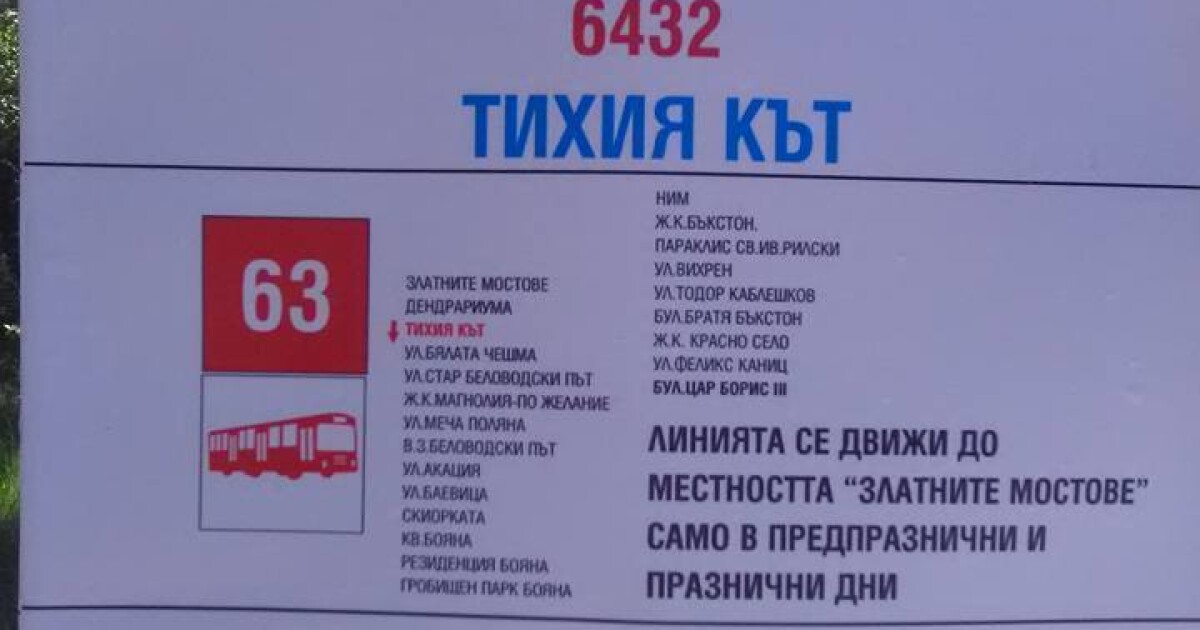 6432
ТИХИЯ КЪТ
63
ЗЛАТНИТЕ МОСТОВЕ
ДЕНДРАРИУМА
ТИХИЯ КЪТ
УЛ.БЯЛАТА ЧЕШМА
УЛ.СТАР БЕЛОВОДСКИ ПЪТ
Ж.К.МАГНОЛИЯ-ПО ЖЕЛАНИЕ
УЛ.МЕЧА ПОЛЯНА
В.З.БЕЛОВОДСКИ ПЪТ
УЛ.АКАЦИЯ
УЛ.БАЕВИЦА
СКИОРКАТА
КВ.БОЯНА
РЕЗИДЕНЦИЯ БОЯНА
ГРОБИЩЕН ПАРК БОЯНА
НИМ
Ж.К.БЪКСТОН.
ПАРАКЛИС СВ.ИВ.РИЛСКИ
УЛ.ВИХРЕН
УЛ.ТОДОР КАБЛЕШКОВ
БУЛ.БРАТЯ БЪКСТОН
Ж.К. КРАСНО СЕЛО
УЛ.ФЕЛИКС КАНИЦ
БУЛ.ЦАР БОРИС III
ЛИНИЯТА СЕ ДВИЖИ ДО
МЕСТНОСТТА “ЗЛАТНИТЕ МОСТОВЕ”
САМО В ПРЕДПРАЗНИЧНИ И
ПРАЗНИЧНИ ДНИ